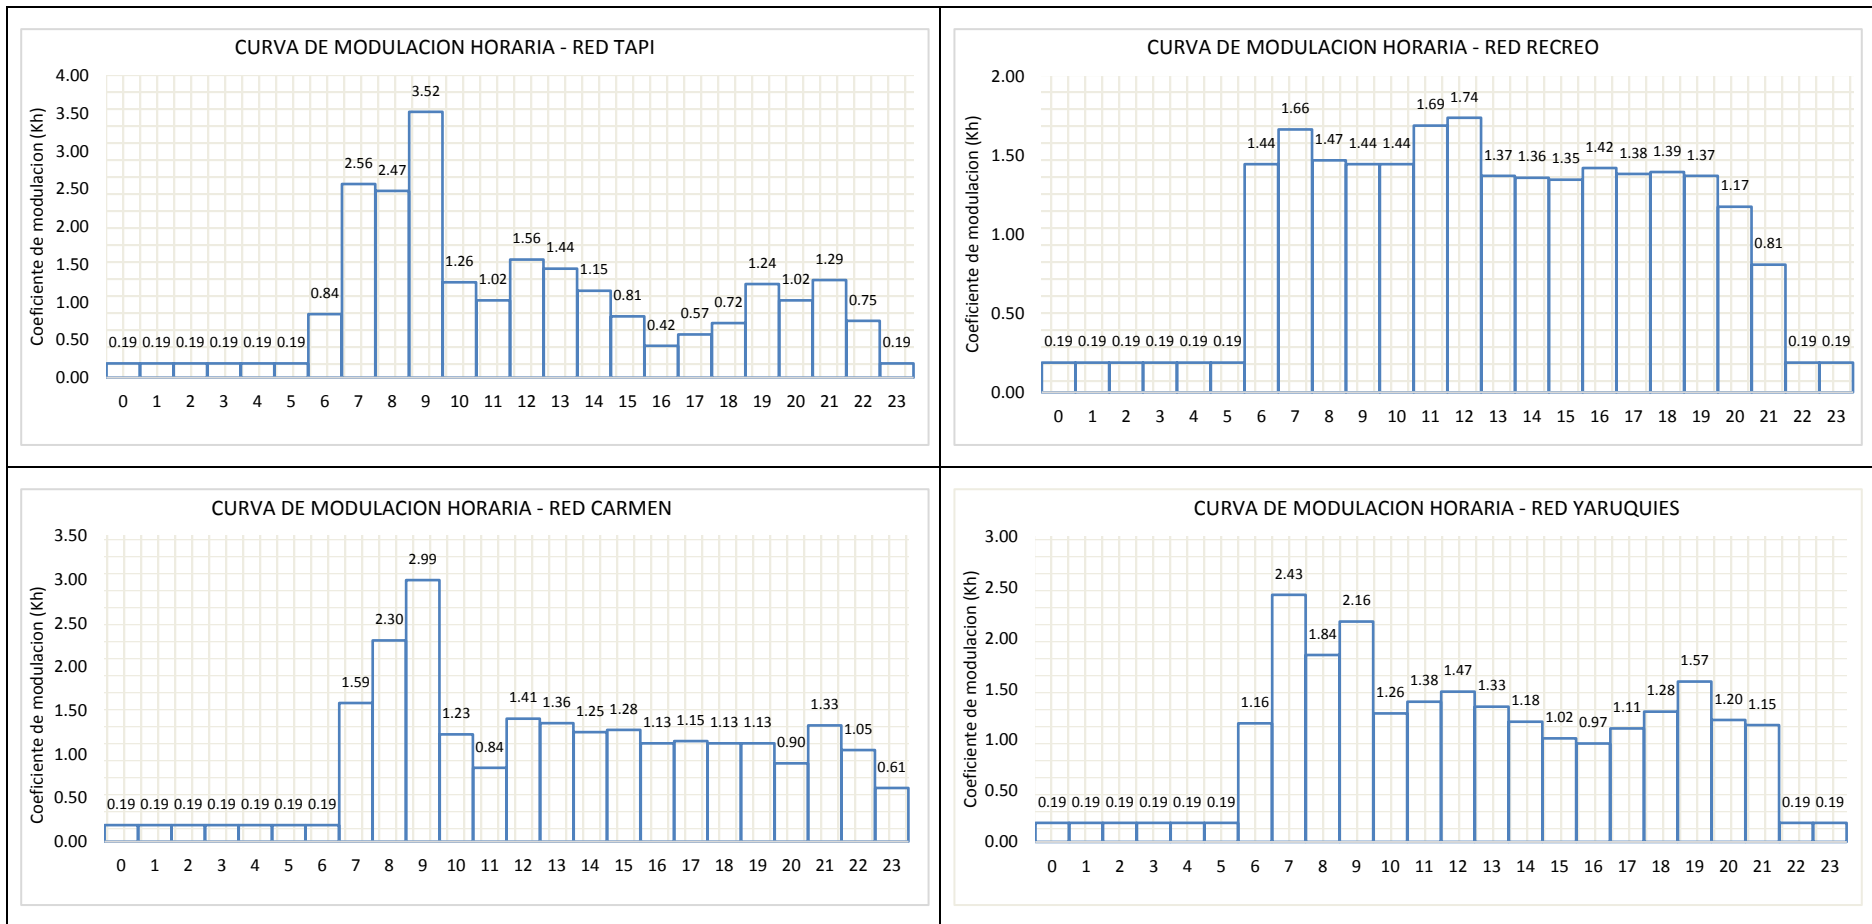 CURVA DE MODULACION HORARIA - RED TAPI
Coeficiente de modulacion (Kh)
4.00
3.50
3.00
2.50
2.00
1.50
1.00
0.50
0.00
0.19 0.19 0.19 0.19 0.19 0.19 0.84 2.56 2.47 3.52 1.26 1.02 1.56 1.44 1.15 0.81 0.42 0.57 0.72 1.24 1.02 1.29 0.75 0.19
0 1 2 3 4 5 6 7 8 9 10 11 12 13 14 15 16 17 18 19 20 21 22 23
CURVA DE MODULACION HORARIA - RED RECREO
Coeficiente de modulacion (Kh)
2.00
1.50
1.00
0.50
0.00
0.19 0.19 0.19 0.19 0.19 0.19 1.44 1.66 1.47 1.44 1.44 1.69 1.74 1.37 1.36 1.35 1.42 1.38 1.39 1.37 1.17 0.81 0.19 0.19
0 1 2 3 4 5 6 7 8 9 10 11 12 13 14 15 16 17 18 19 20 21 22 23
CURVA DE MODULACION HORARIA - RED CARMEN
Coeficiente de modulacion (Kh)
3.50
3.00
2.50
2.00
1.50
1.00
0.50
0.00
0.19 0.19 0.19 0.19 0.19 0.19 0.19 1.59 2.30 2.99 1.23 0.84 1.41 1.36 1.25 1.28 1.13 1.15 1.13 1.13 0.90 1.33 1.05 0.61
0 1 2 3 4 5 6 7 8 9 10 11 12 13 14 15 16 17 18 19 20 21 22 23
CURVA DE MODULACION HORARIA - RED YARUQUIES
Coeficiente de modulacion (Kh)
3.00
2.50
2.00
1.50
1.00
0.50
0.00
0.19 0.19 0.19 0.19 0.19 0.19 1.16 2.43 1.84 2.16 1.26 1.38 1.47 1.33 1.18 1.02 0.97 1.11 1.28 1.57 1.20 1.15 0.19 0.19
0 1 2 3 4 5 6 7 8 9 10 11 12 13 14 15 16 17 18 19 20 21 22 23